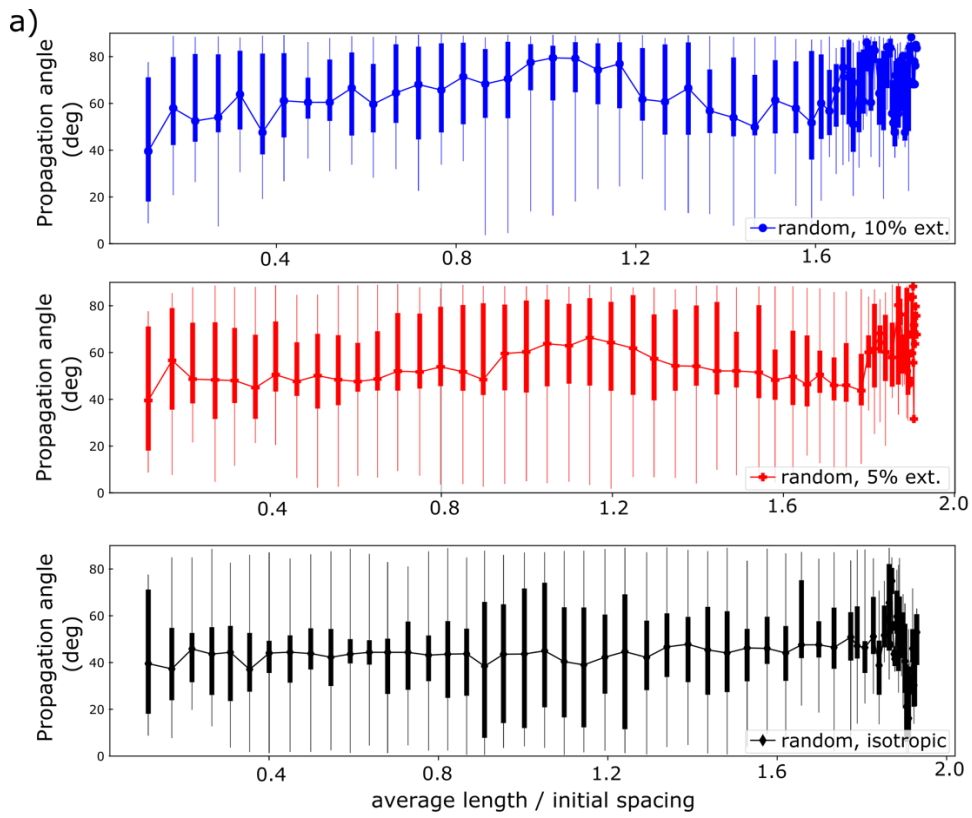 a)
Propagation angle
(deg)
80
60
40
20
0
0.4
0.8
1.2
1.6
random, 10% ext.
Propagation angle
(deg)
80
60
40
20
0
0.4
0.8
1.2
1.6
2.0
random, 5% ext.
Propagation angle
(deg)
80
60
40
20
0
0.4
0.8
1.2
1.6
2.0
random, isotropic
average length / initial spacing